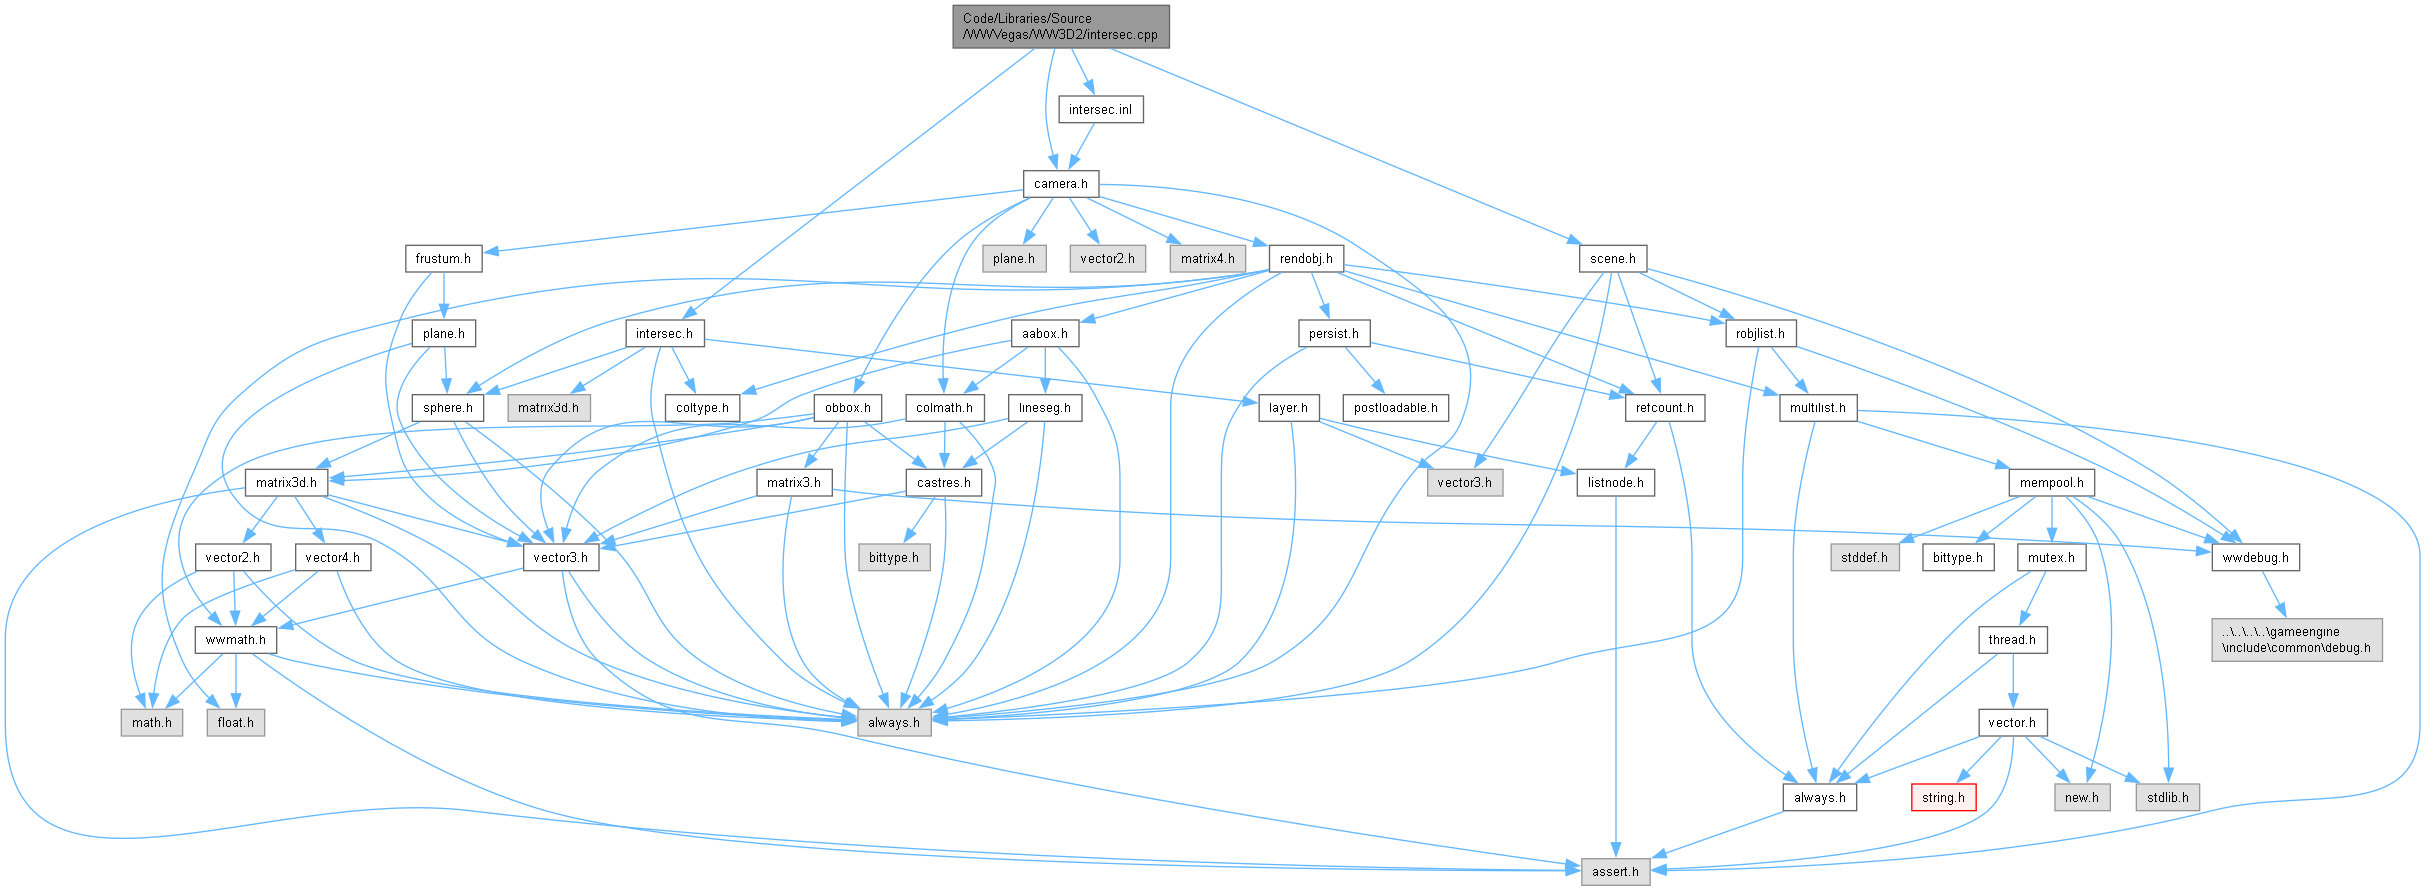 Code/Libraries/Source
/WWVegas/WW3D2/intersec.cpp
intersec.inl
camera.h
frustum.h
plane.h
vector2.h
matrix4.h
rendobj.h
scene.h
plane.h
intersec.h
aabox.h
persist.h
robjlist.h
sphere.h
matrix3d.h
coltype.h
obbox.h
colmath.h
lineseg.h
layer.h
postloadable.h
refcount.h
multilist.h
matrix3d.h
matrix3.h
castres.h
vector3.h
listnode.h
mempool.h
vector2.h
vector4.h
vector3.h
bittype.h
stddef.h
bittype.h
mutex.h
wwdebug.h
wwmath.h
thread.h
..\..\..\..\gameengine
\include\common\debug.h
math.h
float.h
always.h
vector.h
always.h
string.h
new.h
stdlib.h
assert.h